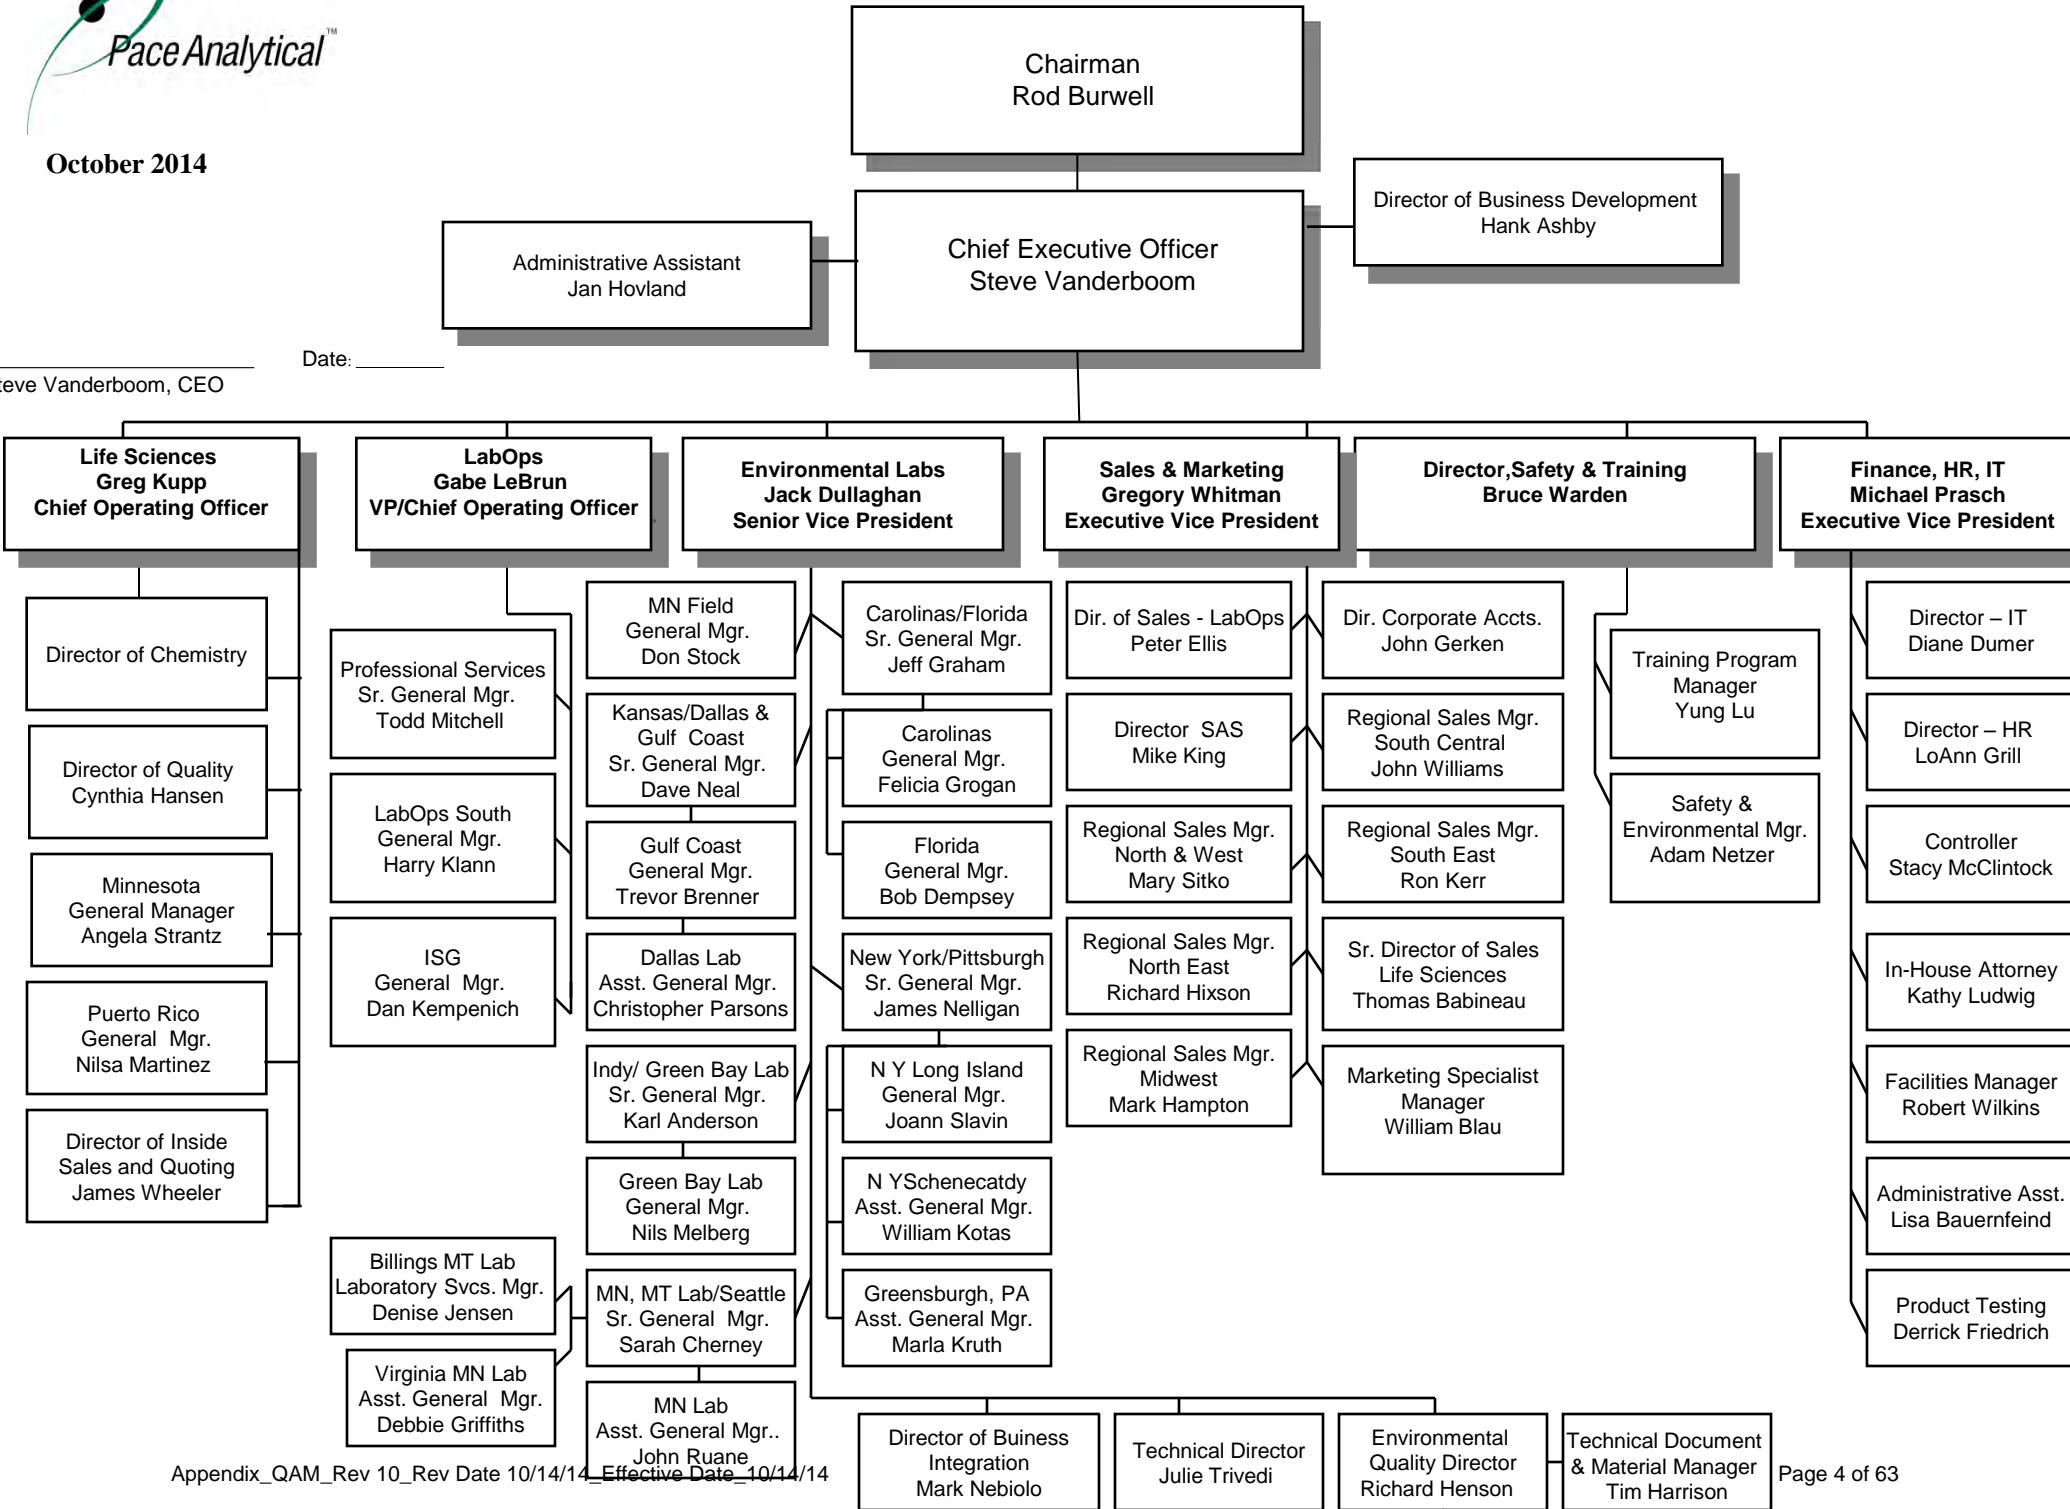 Pace Analytical™
October 2014
Chairman
Rod Burwell
Director of Business Development
Hank Ashby
Chief Executive Officer
Steve Vanderboom
Administrative Assistant
Jan Hovland
Date: ________
teve Vanderboom, CEO
Life Sciences
Greg Kupp
Chief Operating Officer
LabOps
Gabe LeBrun
VP/Chief Operating Officer
Environmental Labs
Jack Dullaghan
Senior Vice President
Sales & Marketing
Gregory Whitman
Executive Vice President
Director,Safety & Training
Bruce Warden
Finance, HR, IT
Michael Prasch
Executive Vice President
Director of Chemistry
Director of Quality
Cynthia Hansen
Minnesota
General Manager
Angela Strantz
Puerto Rico
General Mgr.
Nilsa Martinez
Director of Inside
Sales and Quoting
James Wheeler
Professional Services
Sr. General Mgr.
Todd Mitchell
LabOps South
General Mgr.
Harry Klann
ISG
General Mgr.
Dan Kempenich
Billings MT Lab
Laboratory Svcs. Mgr.
Denise Jensen
Virginia MN Lab
Asst. General Mgr.
Debbie Griffiths
MN Field
General Mgr.
Don Stock
Kansas/Dallas &
Gulf Coast
Sr. General Mgr.
Dave Neal
Gulf Coast
General Mgr.
Trevor Brenner
Dallas Lab
Asst. General Mgr.
Christopher Parsons
Indy/ Green Bay Lab
Sr. General Mgr.
Karl Anderson
Green Bay Lab
General Mgr.
Nils Melberg
MN, MT Lab/Seattle
Sr. General Mgr.
Sarah Cherney
MN Lab
Asst. General Mgr..
John Ruane
Carolinas/Florida
Sr. General Mgr.
Jeff Graham
Carolinas
General Mgr.
Felicia Grogan
Florida
General Mgr.
Bob Dempsey
New York/Pittsburgh
Sr. General Mgr.
James Nelligan
N Y Long Island
General Mgr.
Joann Slavin
N YSchenecatdy
Asst. General Mgr.
William Kotas
Greensburgh, PA
Asst. General Mgr.
Marla Kruth
Dir. of Sales - LabOps
Peter Ellis
Director SAS
Mike King
Regional Sales Mgr.
North & West
Mary Sitko
Regional Sales Mgr.
North East
Richard Hixson
Regional Sales Mgr.
Midwest
Mark Hampton
Dir. Corporate Accts.
John Gerken
Regional Sales Mgr.
South Central
John Williams
Regional Sales Mgr.
South East
Ron Kerr
Sr. Director of Sales
Life Sciences
Thomas Babineau
Marketing Specialist
Manager
William Blau
Training Program
Manager
Yung Lu
Safety &
Environmental Mgr.
Adam Netzer
Director – IT
Diane Dumer
Director – HR
LoAnn Grill
Controller
Stacy McClintock
In-House Attorney
Kathy Ludwig
Facilities Manager
Robert Wilkins
Administrative Asst.
Lisa Bauernfeind
Product Testing
Derrick Friedrich
Director of Buiness
Integration
Mark Nebiolo
Technical Director
Julie Trivedi
Environmental
Quality Director
Richard Henson
Technical Document
& Material Manager
Tim Harrison
Appendix_QAM_Rev 10_Rev Date 10/14/14_Effective Date_10/14/14
Page 4 of 63